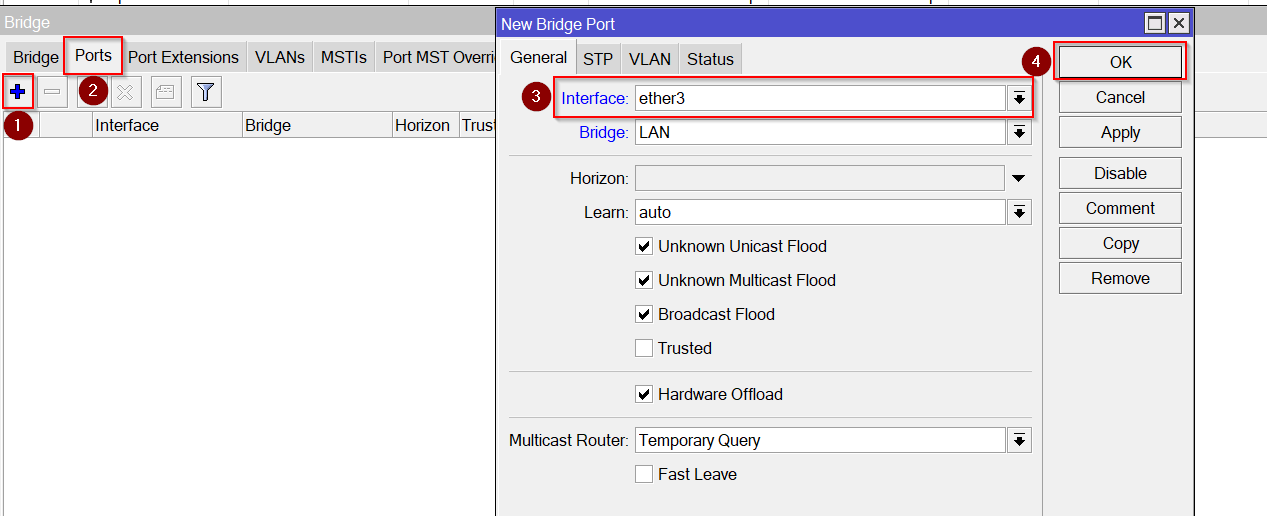 Bridge
Bridge Ports Port Extensions VLANs MSTIs Port MST Overri
2
1
Interface Bridge Horizon Trust
New Bridge Port
General STP VLAN Status
3 Interface: ether3
Bridge: LAN
Horizon:
Learn: auto
Unknown Unicast Flood
Unknown Multicast Flood
Broadcast Flood
Trusted
Hardware Offload
Multicast Router: Temporary Query
Fast Leave
4 OK
Cancel
Apply
Disable
Comment
Copy
Remove